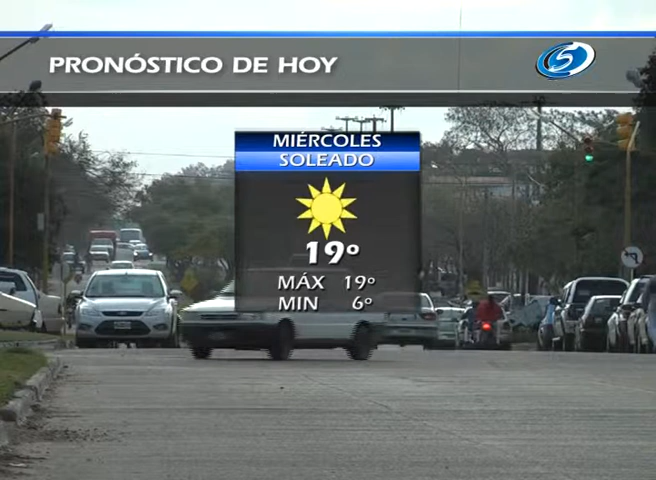 PRONÓSTICO DE HOY
5
MIÉRCOLES
SOLEADO
19º
MÁX 19º
MIN 6º